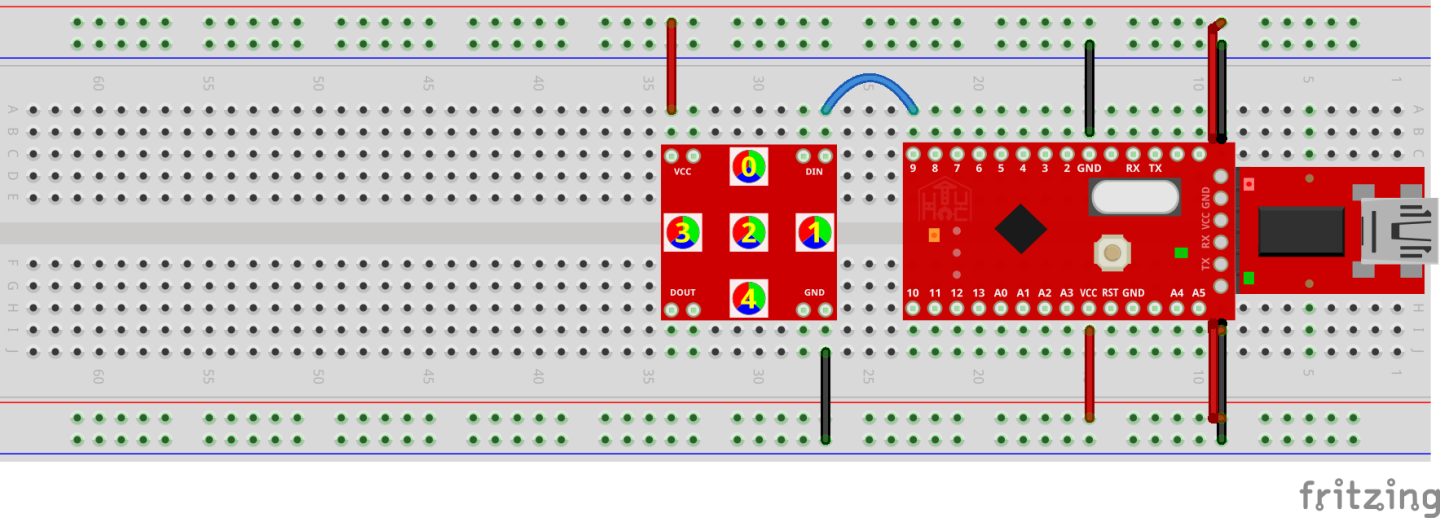 60 55 50 45 40 35 30 25 20 15 10 5 1
A A
B B
C C
D D
E E
VCC 0 DIN
3 2 1
DOUT 4 GND
9 8 7 6 5 4 3 2 GND RX TX
GND
VCC
RX
TX
10 11 12 13 A0 A1 A2 A3 VCC RST GND A4 A5
F F
G G
H H
I I
J J
60 55 50 45 40 35 30 25 20 10 5 1
fritzing